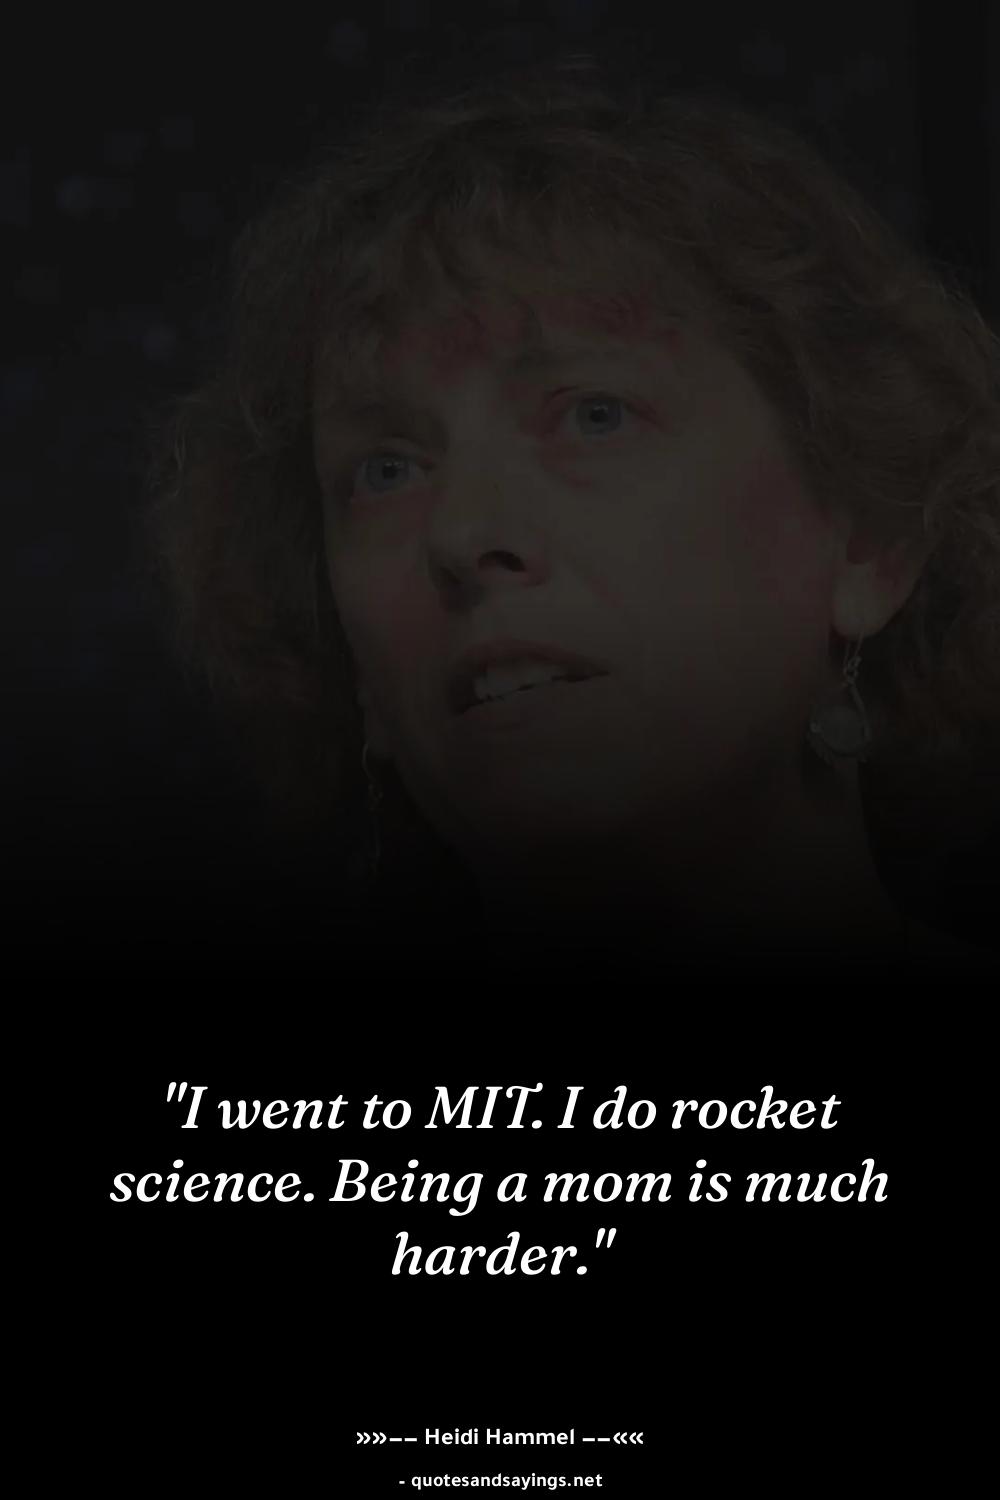 "I went to MIT. I do rocket
science. Being a mom is much
harder."
»»−− Heidi Hammel −−««
- quotesandsayings.net